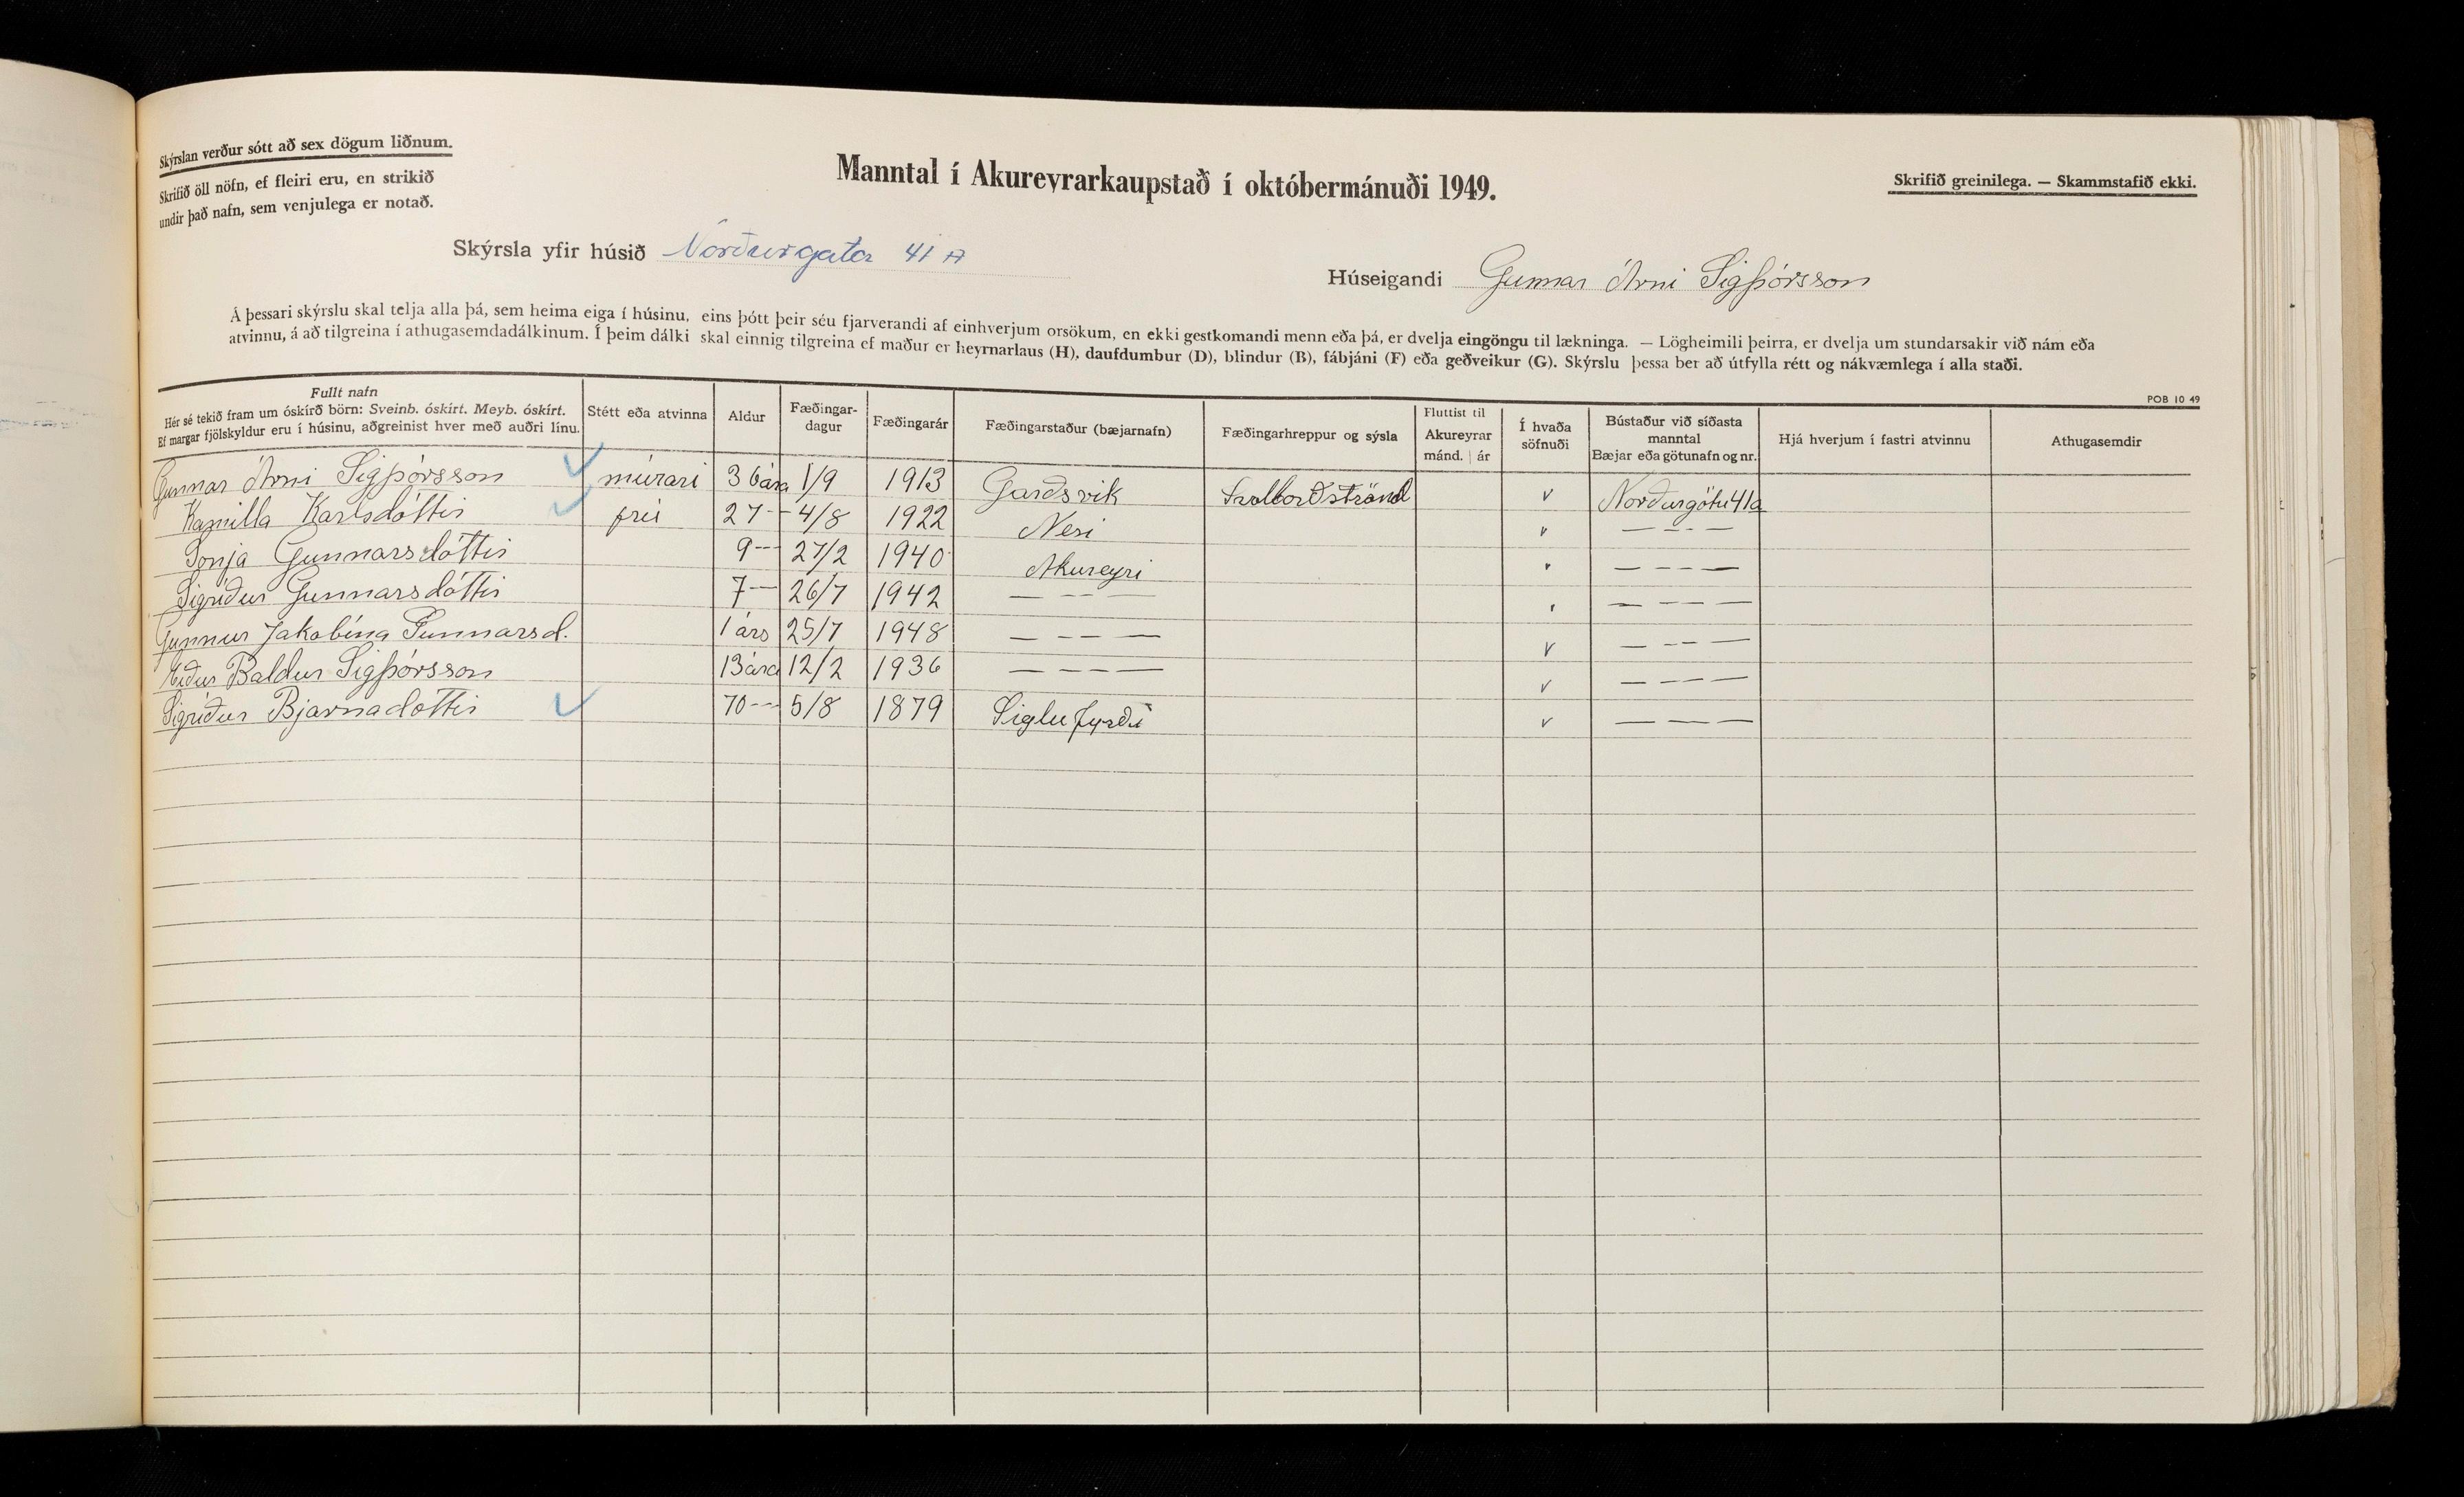 Skýrslan verður sótt að sex dögum liðnum.
Skrifið öll nöfn, ef fleiri eru, en strikið
undir það nafn, sem venjulega er notað.
Manntal í Akureyrarkaupstað í októbermánuði 1949.
Skrifið greinilega. — Skammstafið ekki.
Skýrsla yfir húsið Norðurgata 41 A
Húseigandi Gunnar Árni Sigþórsson
Á þessari skýrslu skal telja alla þá, sem heima eiga í húsinu, eins þótt þeir séu fjarverandi af einhverjum orsökum, en ekki gestkomandi menn eða þá, er dvelja eingöngu til lækninga. — Lögheimili þeirra, er dvelja um stundarsakir við nám eða
atvinnu, á að tilgreina í athugasemdadálkinum. Í þeim dálki skal einnig tilgreina ef maður er heyrnarlaus (H), daufdumbur (D), blindur (B), fábjáni (F) eða geðveikur (G). Skýrslu þessa ber að útfylla rétt og nákvæmlega í alla staði.
POB 10 49
Fullt nafn
Hér sé tekið fram um óskírð börn: Sveinb. óskírt. Meyb. óskírt.
Ef margar fjölskyldur eru í húsinu, aðgreinist hver með auðri línu.
Stétt eða atvinna
Aldur
Fæðingar-
dagur
Fæðingarár
Fæðingarstaður (bæjarnafn)
Fæðingarhreppur og sýsla
Fluttist til
Akureyrar
mánd. | ár
Í hvaða
söfnuði
Bústaður við síðasta
manntal
Bæjar eða götunafn og nr.
Hjá hverjum í fastri atvinnu
Athugasemdir
Gunnar Árni Sigþórsson múrari 36 ára 1/9 1913 Garðsvík Svalbarðströnd v Norðurgötu 41a
Kamilla Karlsdóttir frú 27 -- 4/8 1922 Nesi " — - —
Sonja Gunnarsdóttir 9 -- 27/2 1940 Akureyri " — -- —
Sigríður Gunnarsdóttir 7 — 26/7 1942 — -- — " — -- —
Gunnur Jakobína Gunnarsd. 1 árs 25/7 1948 — -- — v — -- —
Baldur Sigþórsson 13 ára 12/2 1936 — -- — v — -- —
Sigríður Bjarnadóttir 70 -- 5/8 1879 Siglufyrði v — -- —